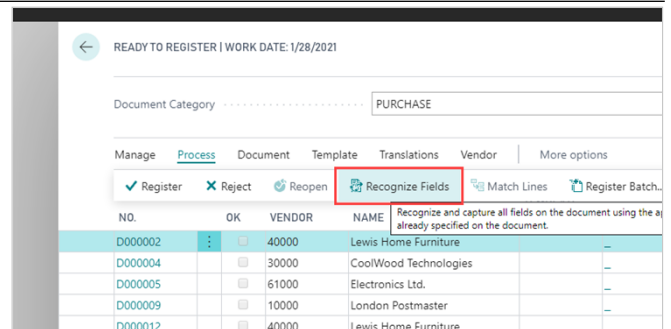 READY TO REGISTER | WORK DATE: 1/28/2021
Document Category PURCHASE
Manage Process Document Template Translations Vendor More options
Register Reject Reopen Recognize Fields Match Lines Register Batch...
Recognize and capture all fields on the document using the
already specified on the document.
NO. OK VENDOR NAME
D000002 40000 Lewis Home Furniture
D000004 30000 CoolWood Technologies
D000005 61000 Electronics Ltd.
D000009 10000 London Postmaster
D000012 40000 Lewis Home Furniture